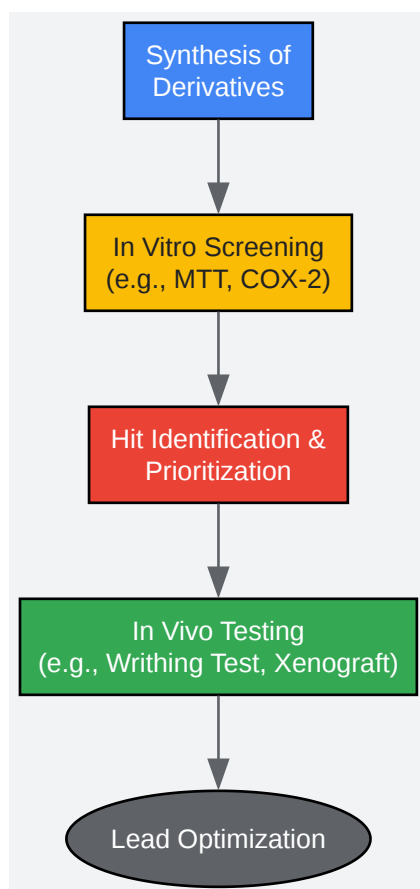 Synthesis of
Derivatives
In Vitro Screening
(e.g., MTT, COX-2)
Hit Identification &
Prioritization
In Vivo Testing
(e.g., Writhing Test, Xenograft)
Lead Optimization